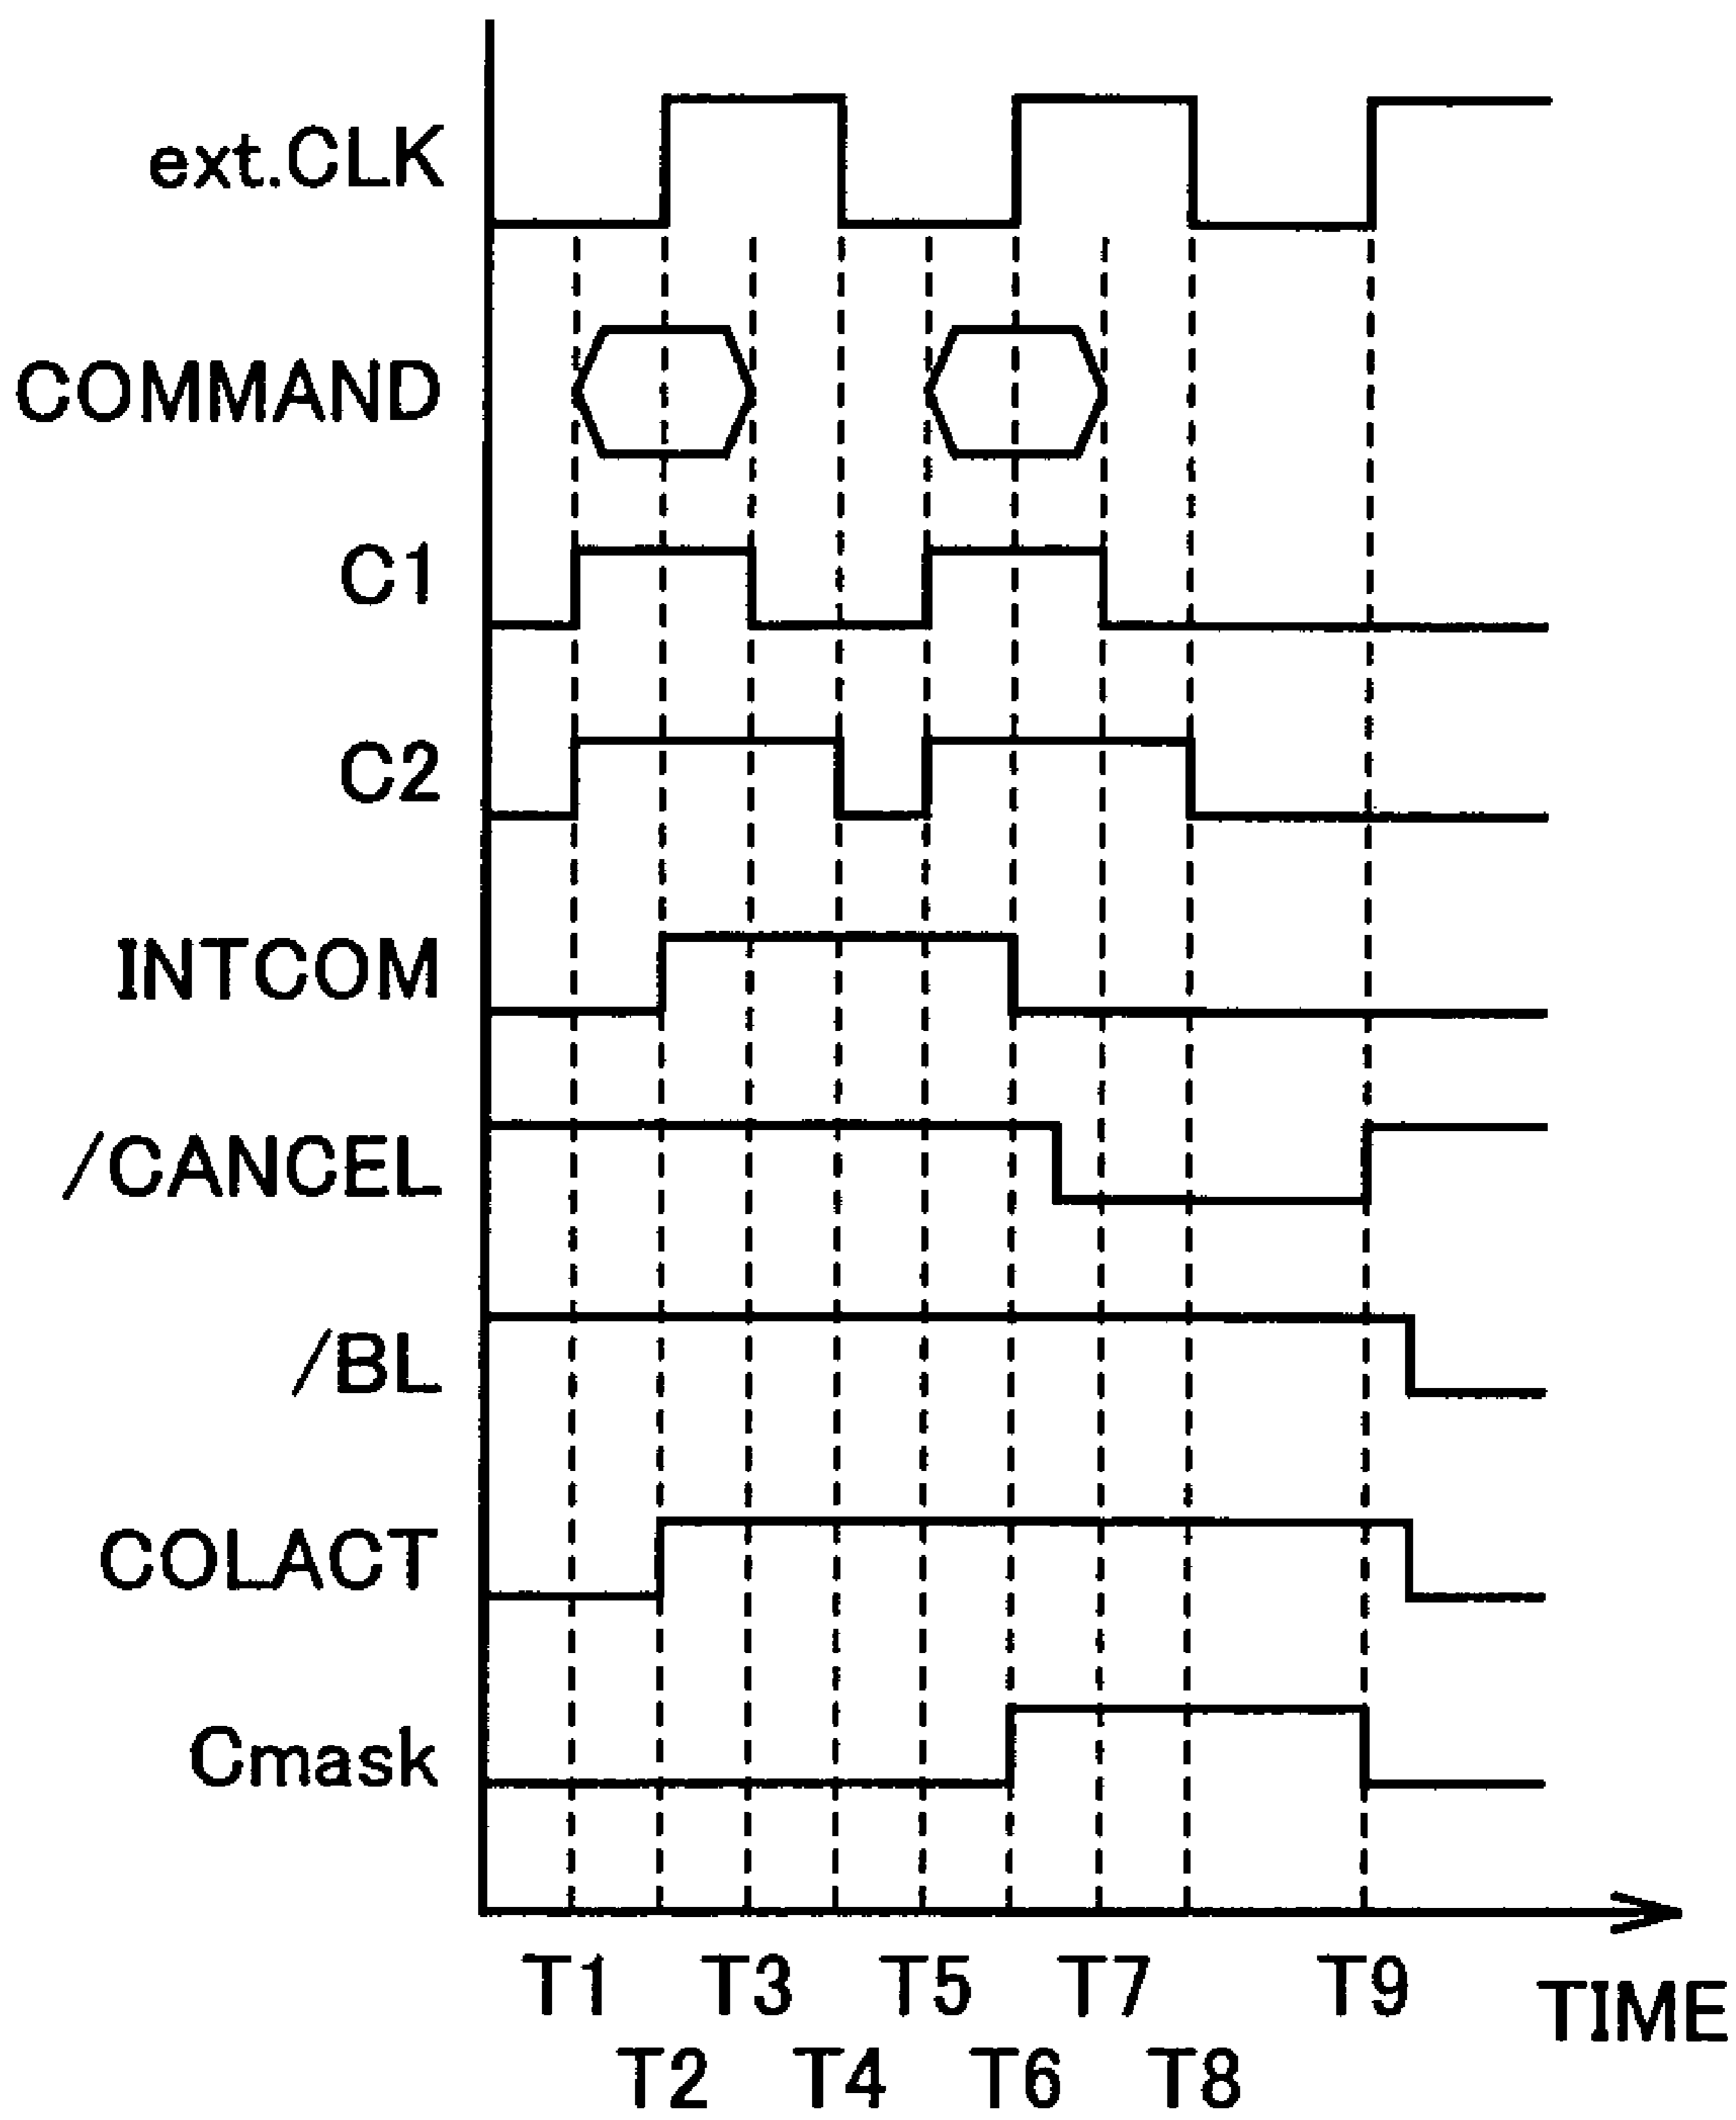 ext.CLK
COMMAND
C1
C2
INTCOM
/CANCEL
/BL
COLACT
Cmask
T1 T3 T5 T7 T9 TIME
T2 T4 T6 T8